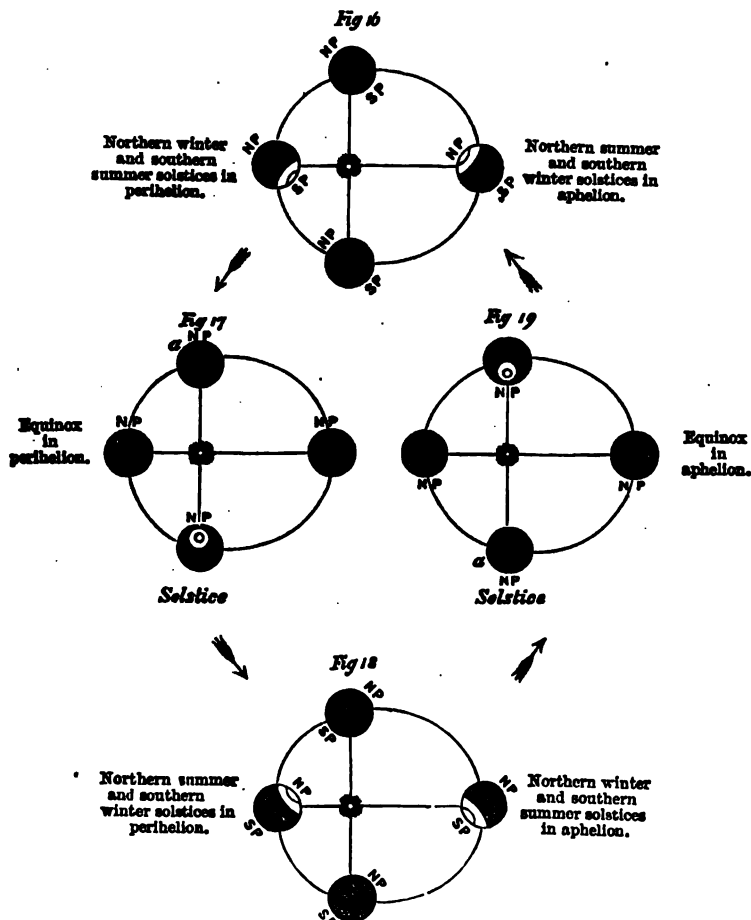 Fig 16
NP
SP
Northern winter
and southern
summer solstices in
perihelion.
NP
SP
NP
SP
Northern summer
and southern
winter solstices in
aphelion.
NP
SP
Fig 17
NP
a
Equinox
in
perihelion.
NP
NP
NP
Solstice
Fig 19
NP
NP
NP
Equinox
in
aphelion.
a
NP
Solstice
Fig 18
NP
SP
Northern summer
and southern
winter solstices in
perihelion.
NP
SP
NP
SP
Northern winter
and southern
summer solstices
in aphelion.
NP
SP